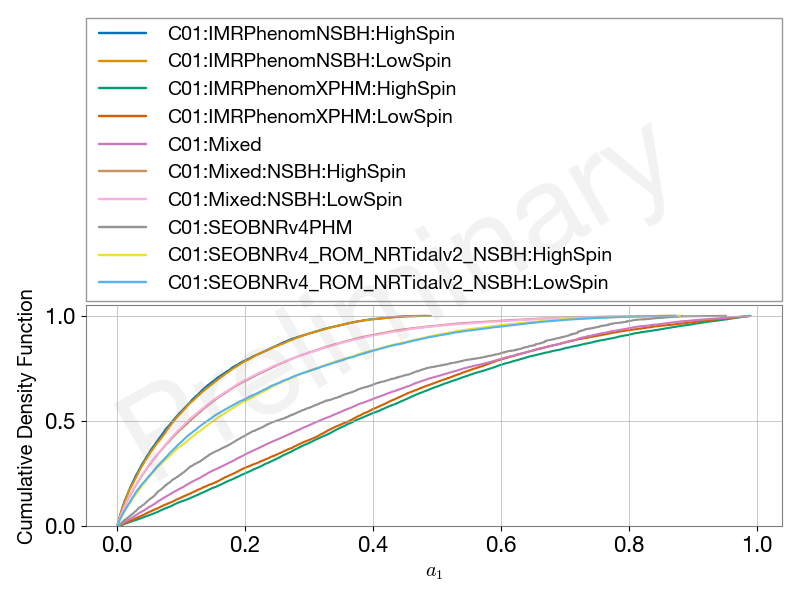 C01:IMRPhenomNSBH:HighSpin
C01:IMRPhenomNSBH:LowSpin
C01:IMRPhenomXPHM:HighSpin
C01:IMRPhenomXPHM:LowSpin
C01:Mixed
C01:Mixed:NSBH:HighSpin
C01:Mixed:NSBH:LowSpin
C01:SEOBNRv4PHM
C01:SEOBNRv4_ROM_NRTidalv2_NSBH:HighSpin
C01:SEOBNRv4_ROM_NRTidalv2_NSBH:LowSpin
Preliminary
Cumulative Density Function
1.0
0.5
0.0
0.0 0.2 0.4 0.6 0.8 1.0
a₁